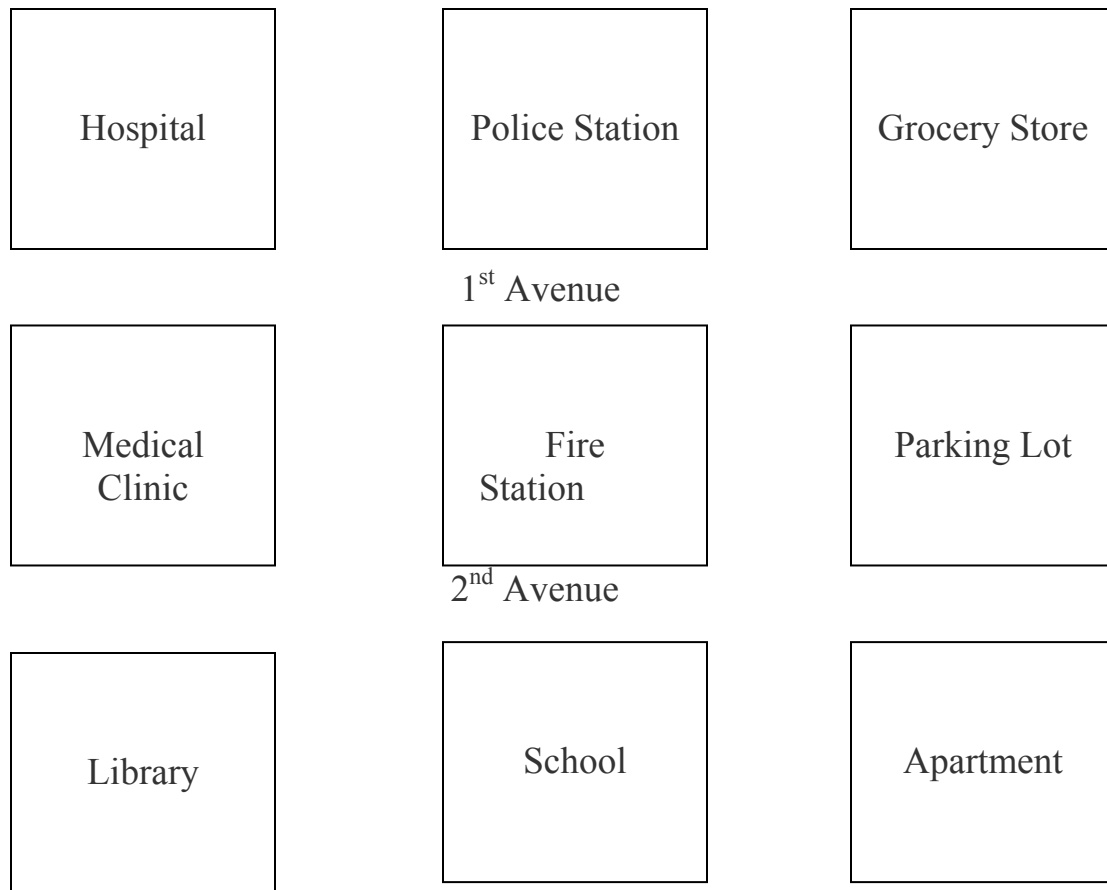 Hospital
Police Station
Grocery Store
1st Avenue
Medical
Clinic
Fire
Station
Parking Lot
2nd Avenue
Library
School
Apartment